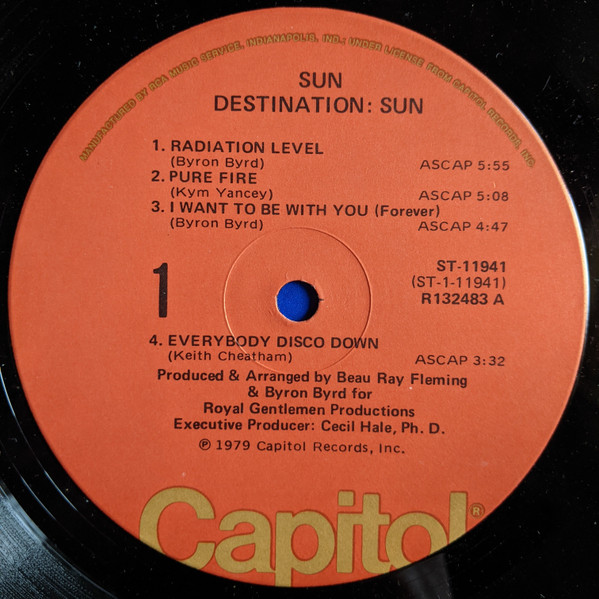 MANUFACTURED BY RCA MUSIC SERVICE, INDIANAPOLIS, IND.; UNDER LICENSE FROM CAPITOL RECORDS, INC.
SUN
DESTINATION: SUN
1. RADIATION LEVEL
(Byron Byrd) ASCAP 5:55
2. PURE FIRE
(Kym Yancey) ASCAP 5:08
3. I WANT TO BE WITH YOU (Forever)
(Byron Byrd) ASCAP 4:47
1
ST-11941
(ST-1-11941)
R132483 A
4. EVERYBODY DISCO DOWN
(Keith Cheatham) ASCAP 3:32
Produced & Arranged by Beau Ray Fleming
& Byron Byrd for
Royal Gentlemen Productions
Executive Producer: Cecil Hale, Ph. D.
℗ 1979 Capitol Records, Inc.
Capitol®